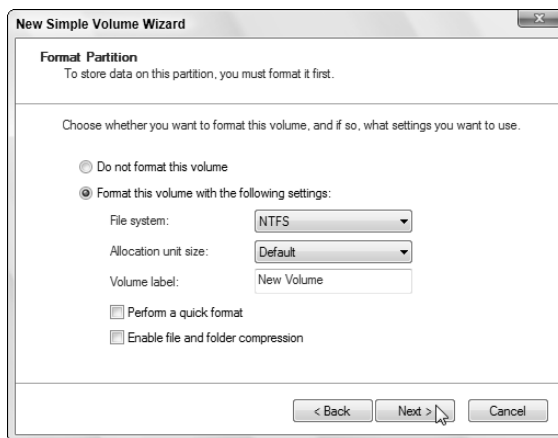 New Simple Volume Wizard
Format Partition
To store data on this partition, you must format it first.
Choose whether you want to format this volume, and if so, what settings you want to use.
Do not format this volume
Format this volume with the following settings:
File system: NTFS
Allocation unit size: Default
Volume label: New Volume
Perform a quick format
Enable file and folder compression
< Back Next > Cancel